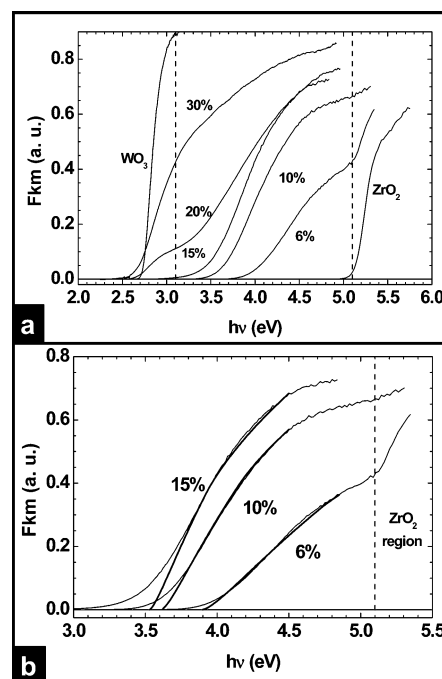 0.8
0.6
0.4
0.2
0.0
Fkm (a. u.)
30%
WO3
20%
15%
10%
6%
ZrO2
2.0 2.5 3.0 3.5 4.0 4.5 5.0 5.5 6.0
hν (eV)
a
0.8
0.6
0.4
0.2
0.0
Fkm (a. u.)
15%
10%
6%
ZrO2
region
3.0 3.5 4.0 4.5 5.0 5.5
hν (eV)
b